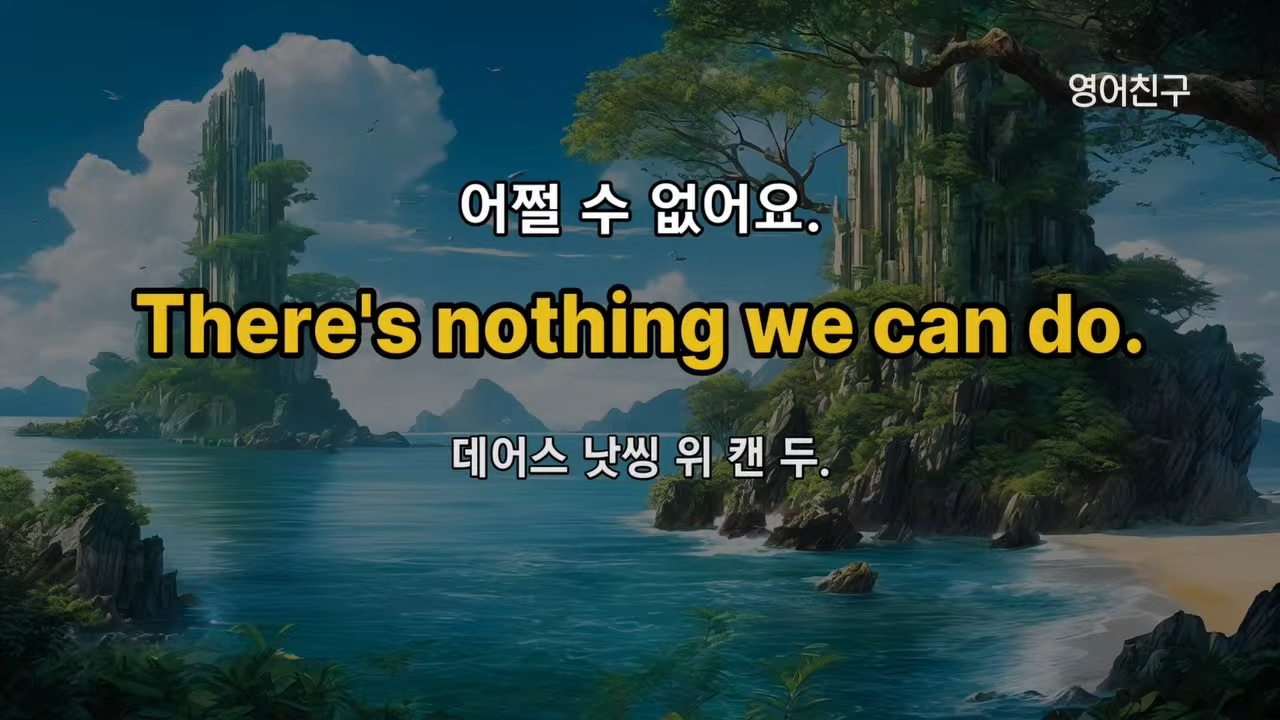 영어친구
어쩔 수 없어요.
There's nothing we can do.
데어스 낫씽 위 캔 두.